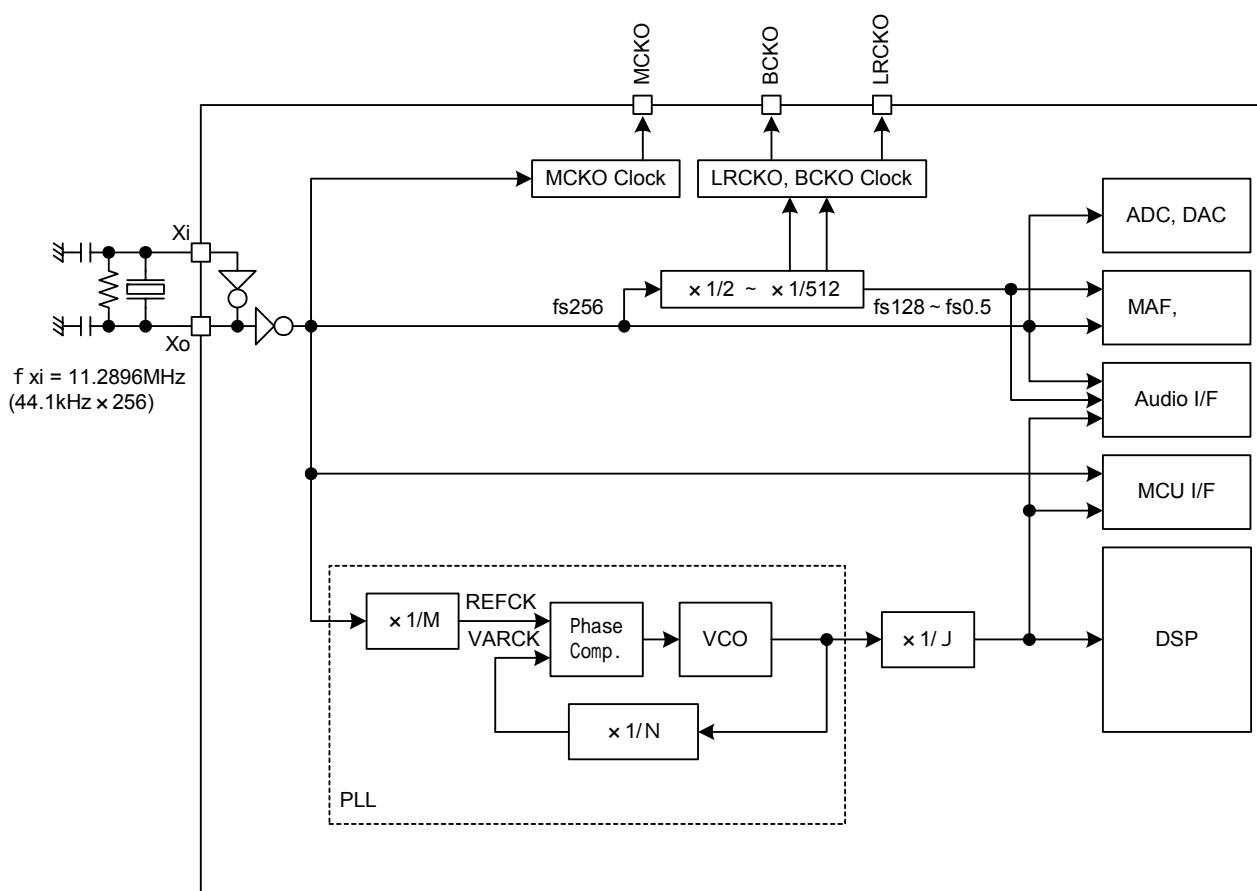 MCKO
BCKO
LRCKO
MCKO Clock
LRCKO, BCKO Clock
ADC, DAC
Xi
× 1/2 ~ × 1/512
MAF,
fs256
fs128 ~ fs0.5
Xo
f xi = 11.2896MHz
(44.1kHz × 256)
Audio I/F
MCU I/F
× 1/M
REFCK
VARCK
Phase
Comp.
VCO
× 1/J
DSP
× 1/N
PLL